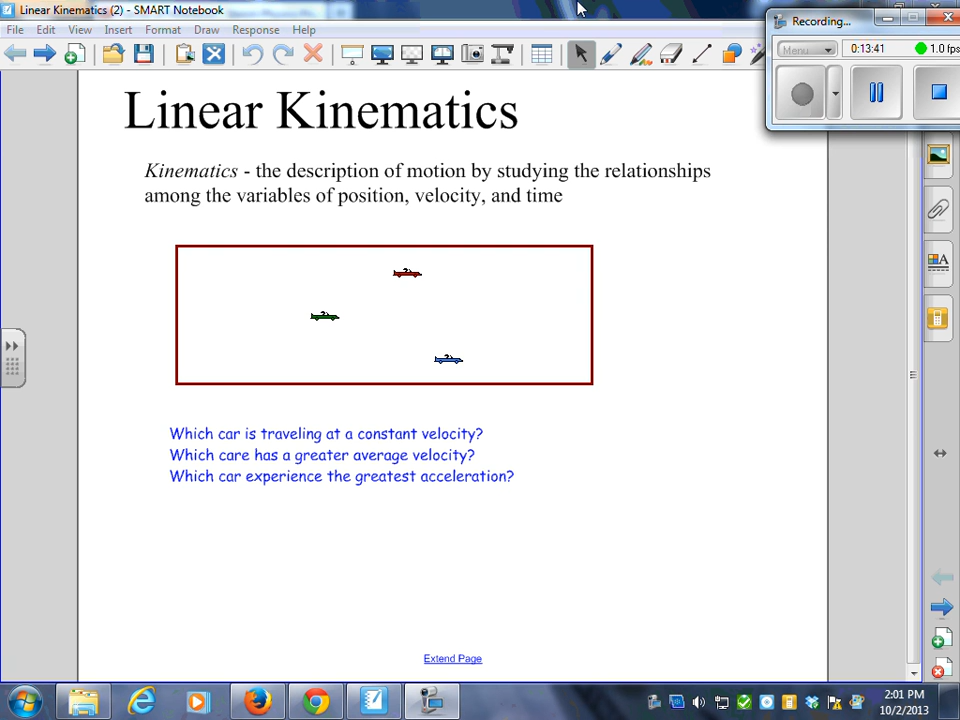 Linear Kinematics (2) - SMART Notebook
Recording...
File Edit View Insert Format Draw Response Help
Menu 0:13:41 1.0 fps
Linear Kinematics
Kinematics - the description of motion by studying the relationships
among the variables of position, velocity, and time
Which car is traveling at a constant velocity?
Which care has a greater average velocity?
Which car experience the greatest acceleration?
Extend Page
2:01 PM
10/2/2013